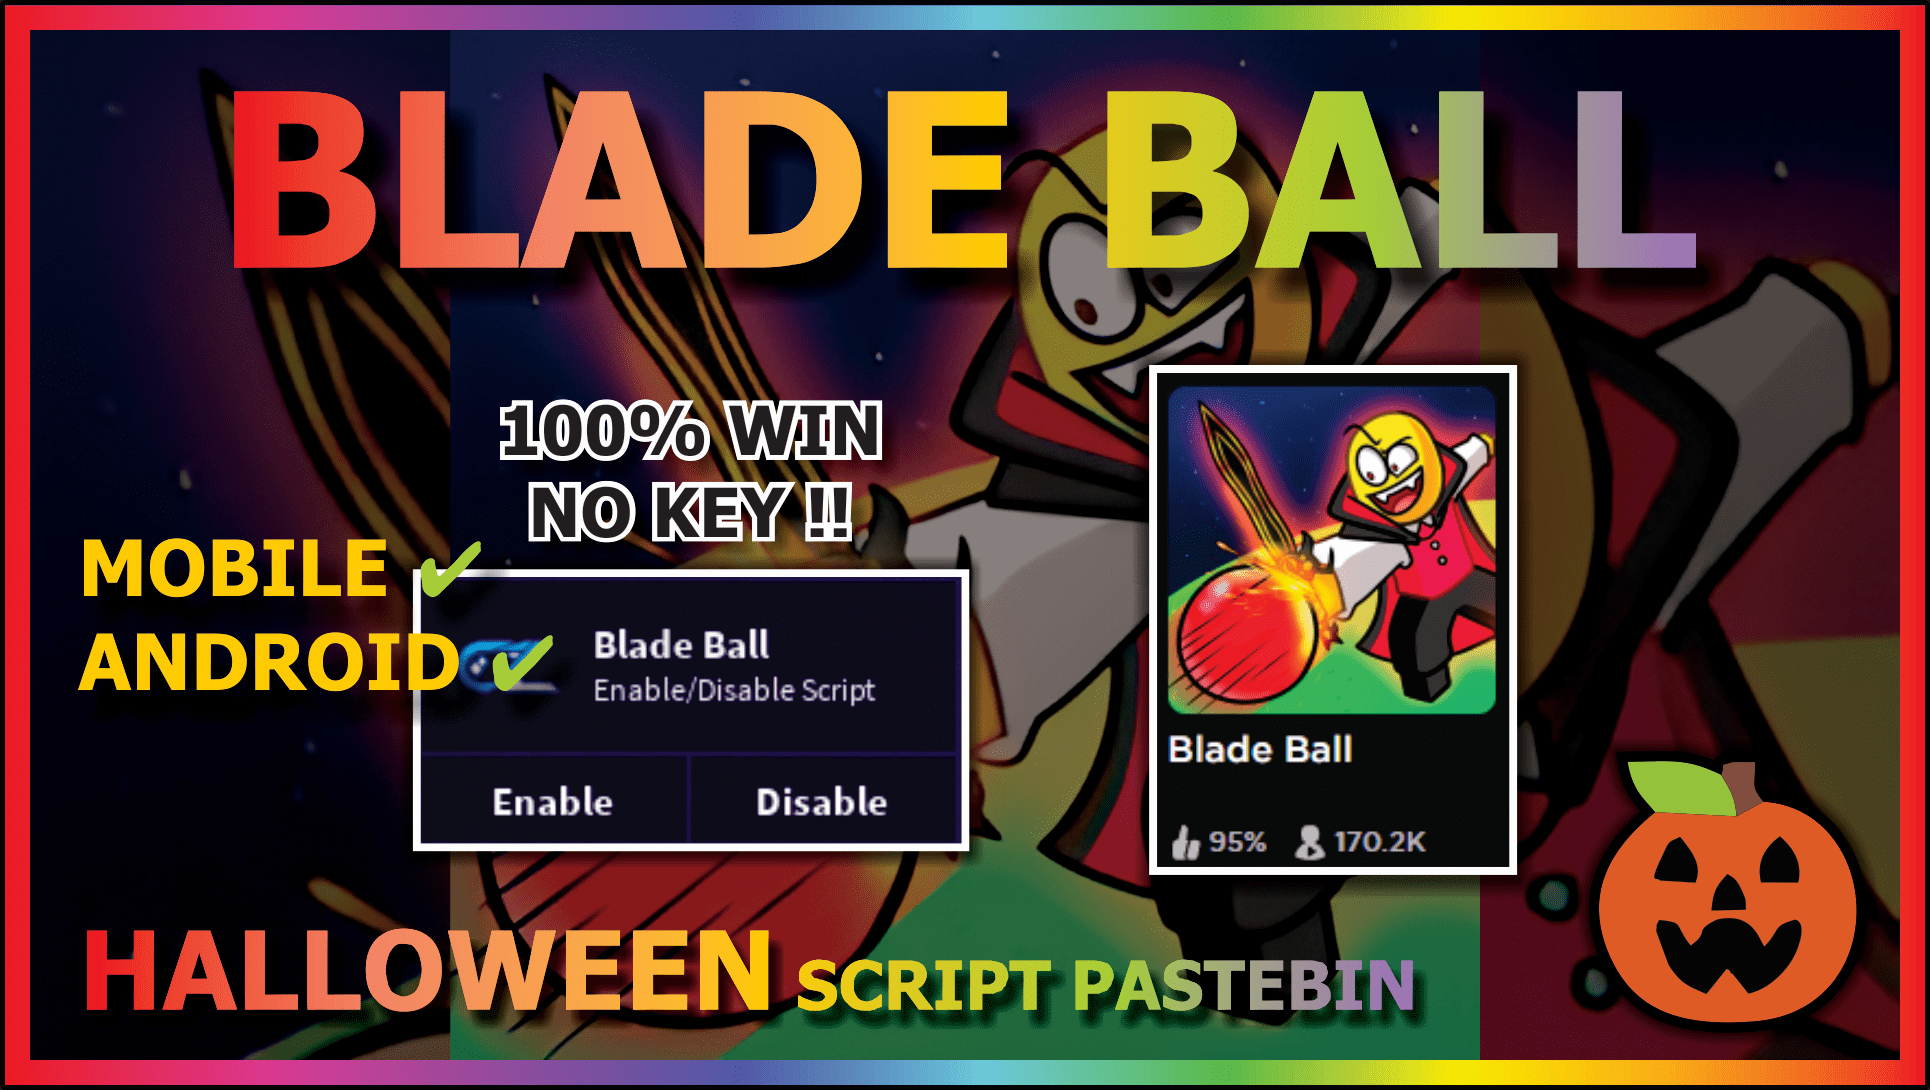 BLADE BALL
100% WIN
NO KEY !!
MOBILE ✔
ANDROID ✔
Blade Ball
Enable/Disable Script
Enable
Disable
Blade Ball
95% 170.2K
HALLOWEEN SCRIPT PASTEBIN